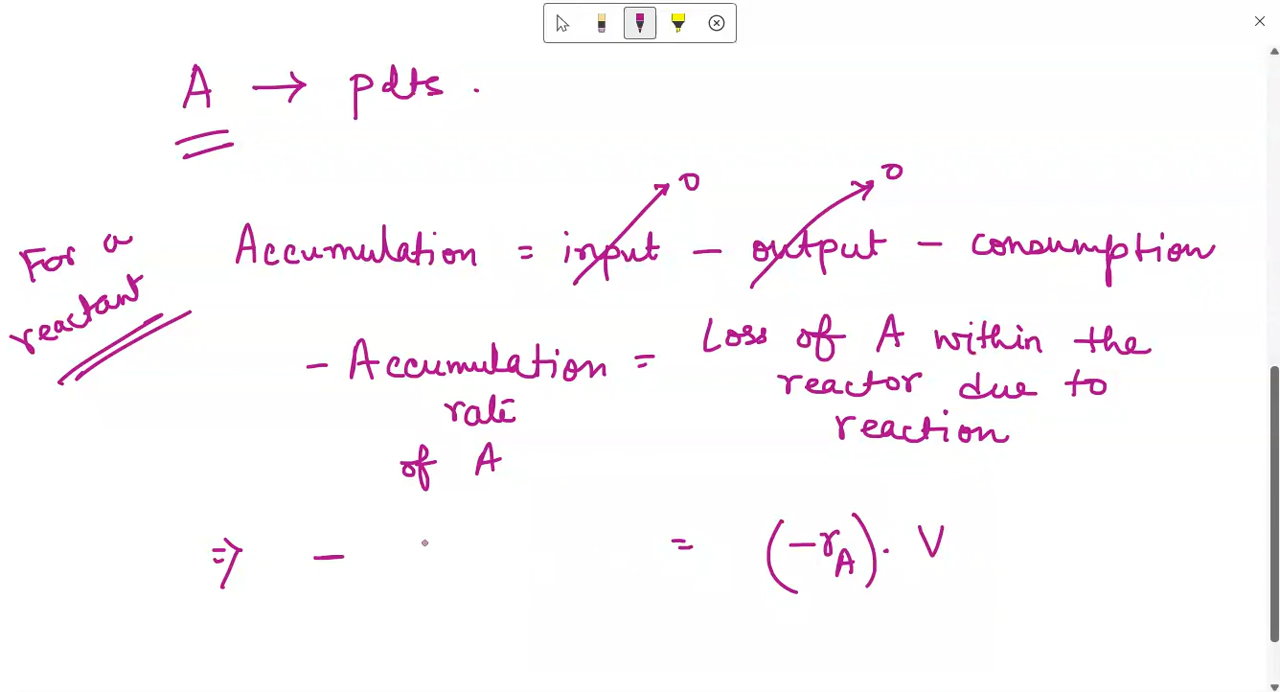 A → pdts.
0 0
For a
reactant
Accumulation = input – output – consumption
– Accumulation rate of A = Loss of A within the reactor due to reaction
⇒ – = (–rA) . V